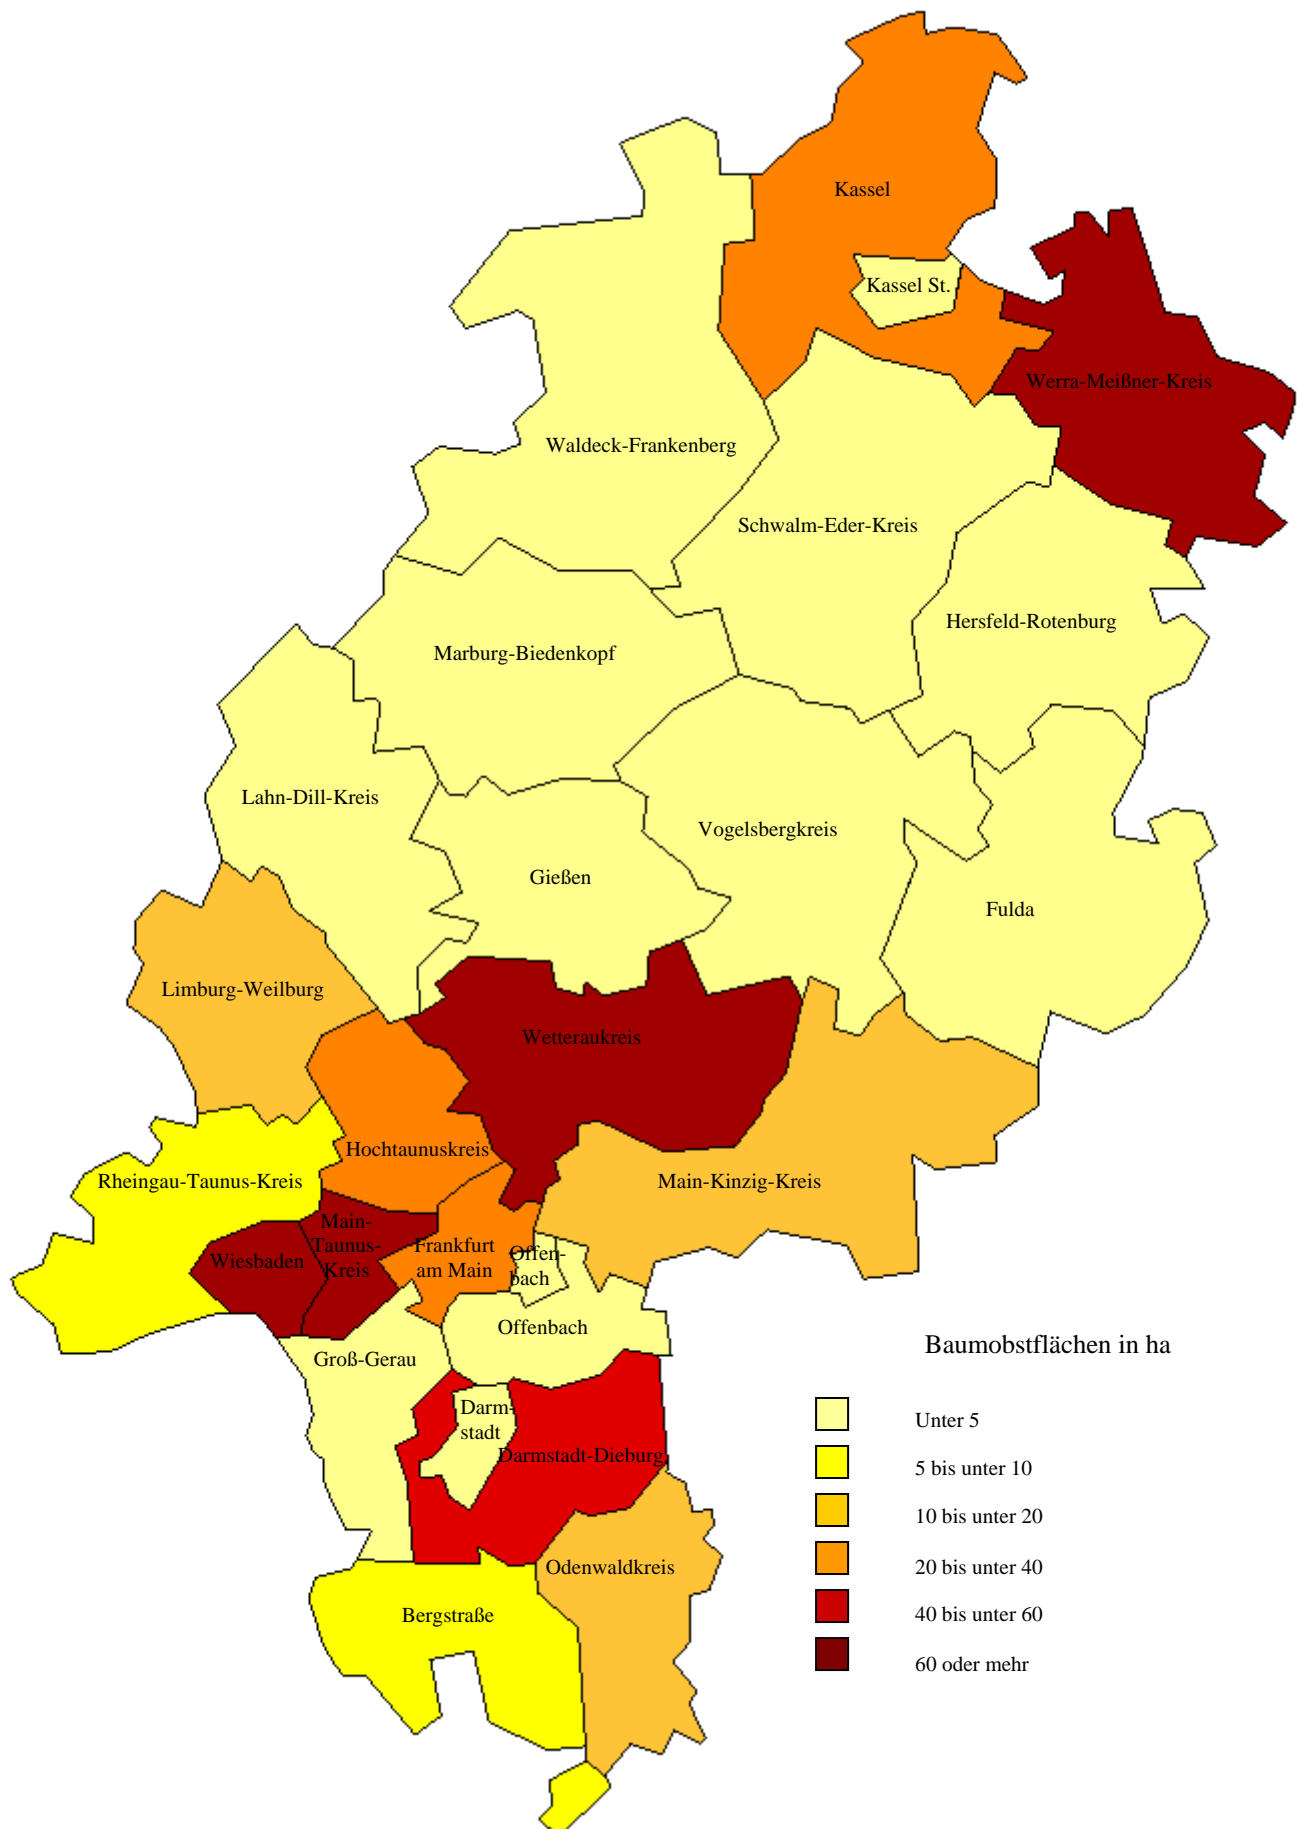 Kassel
Kassel St.
Werra-Meißner-Kreis
Waldeck-Frankenberg
Schwalm-Eder-Kreis
Hersfeld-Rotenburg
Marburg-Biedenkopf
Lahn-Dill-Kreis
Vogelsbergkreis
Gießen
Fulda
Limburg-Weilburg
Wetteraukreis
Hochtaunuskreis
Rheingau-Taunus-Kreis
Main-Kinzig-Kreis
Main-
Taunus-
Kreis
Wiesbaden
Frankfurt
am Main
Offen-
bach
Offenbach
Groß-Gerau
Darm-
stadt
Darmstadt-Dieburg
Odenwaldkreis
Bergstraße
Baumobstflächen in ha
Unter 5
5 bis unter 10
10 bis unter 20
20 bis unter 40
40 bis unter 60
60 oder mehr